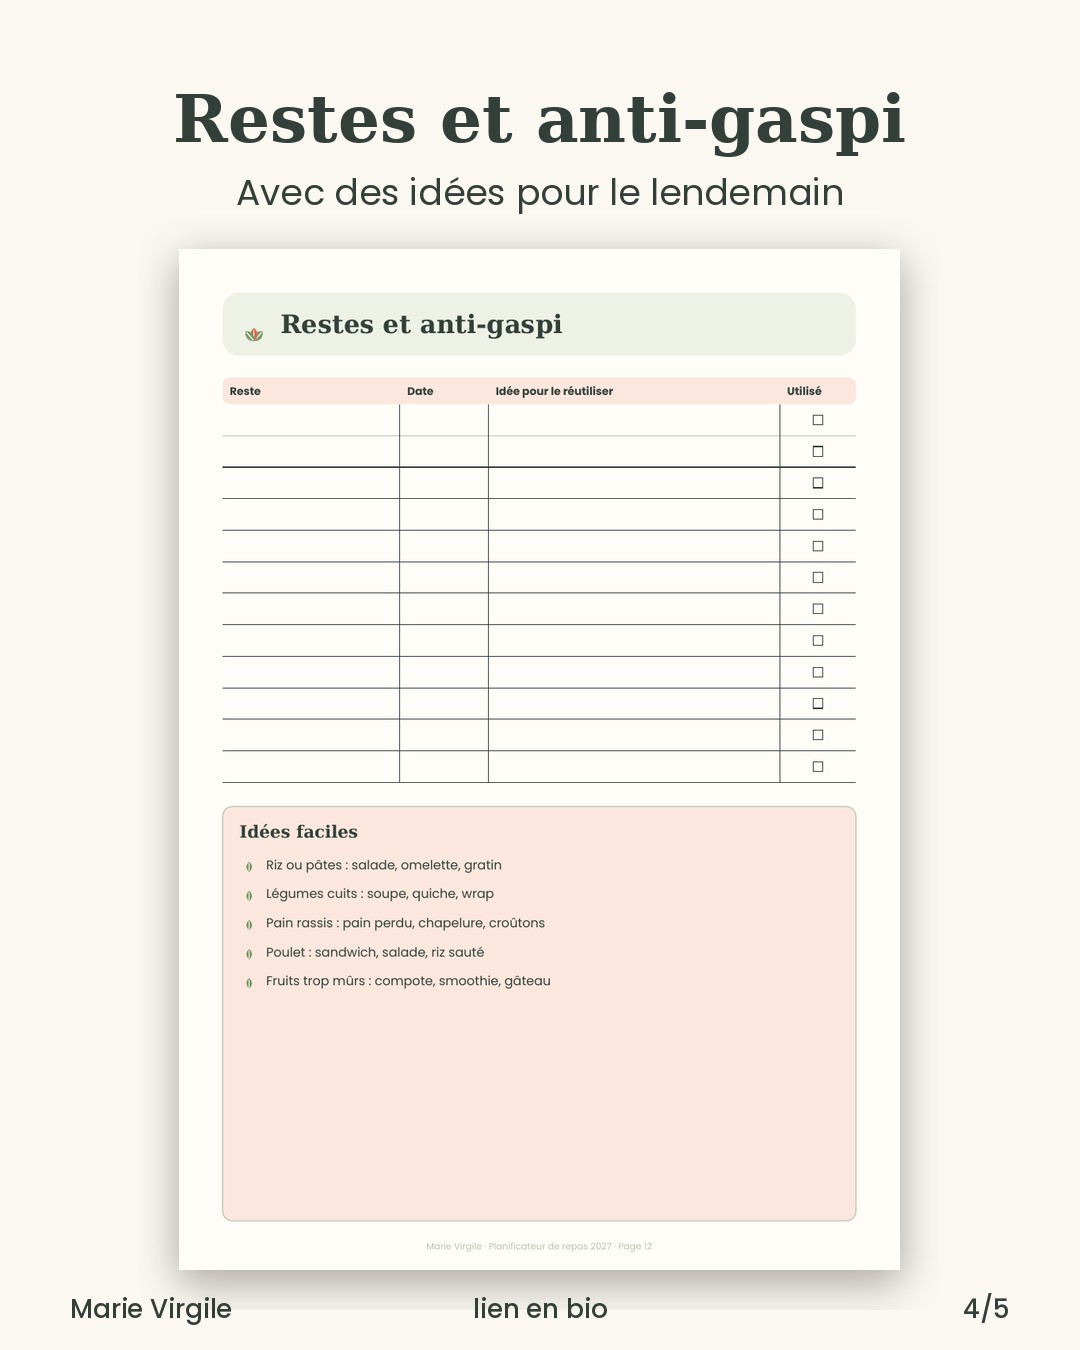 Restes et anti-gaspi
Avec des idées pour le lendemain
Restes et anti-gaspi
Reste Date Idée pour le réutiliser Utilisé
Idées faciles
Riz ou pâtes : salade, omelette, gratin
Légumes cuits : soupe, quiche, wrap
Pain rassis : pain perdu, chapelure, croûtons
Poulet : sandwich, salade, riz sauté
Fruits trop mûrs : compote, smoothie, gâteau
Marie Virgile · Planificateur de repas 2027 · Page 12
Marie Virgile lien en bio 4/5